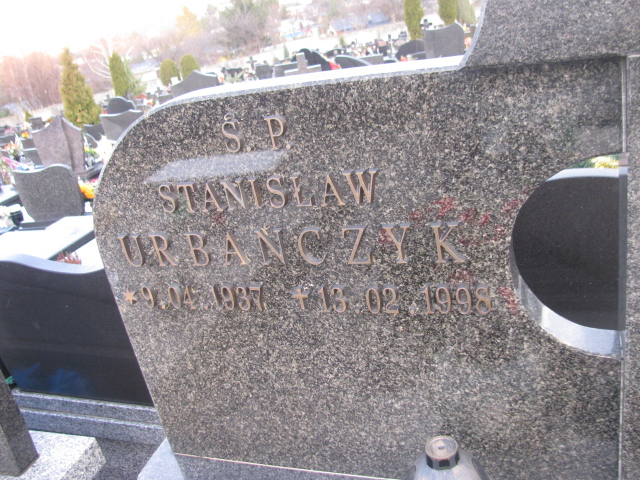 Ś. P.
STANISŁAW
URBAŃCZYK
*9.04.1937 †13.02.1998